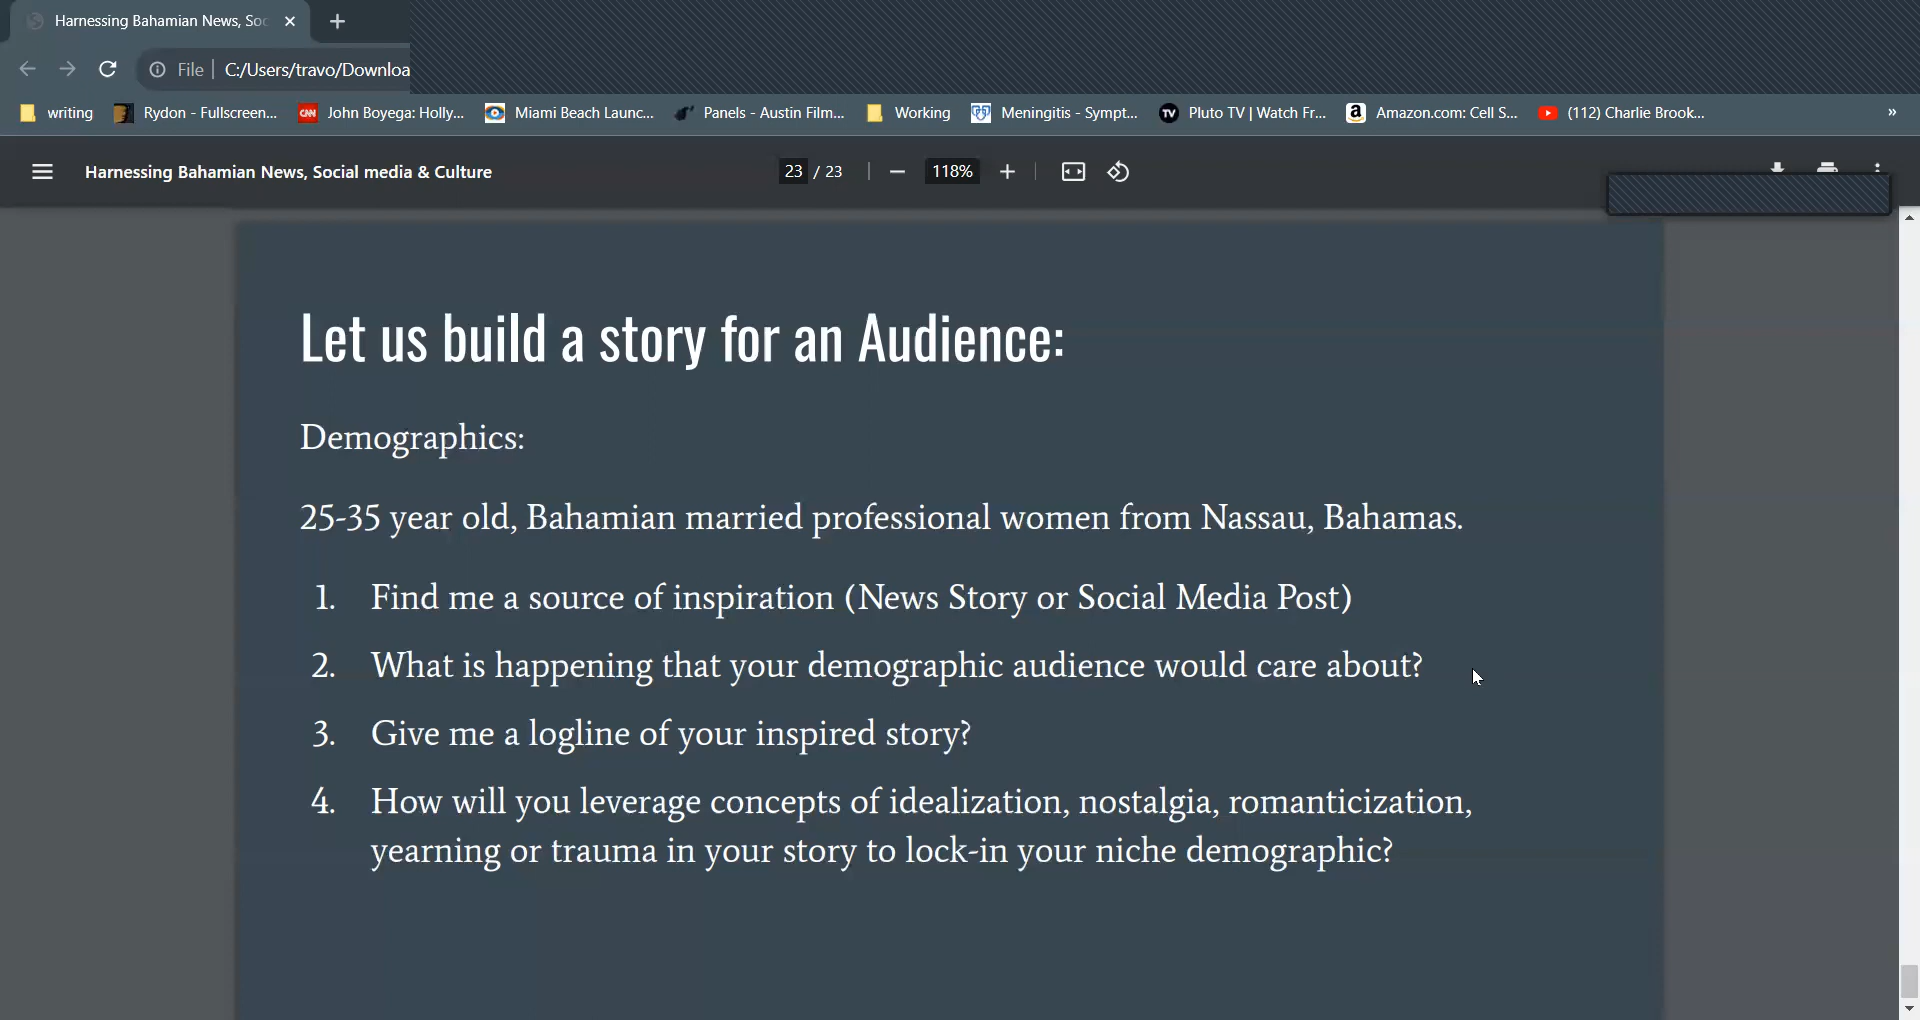 Harnessing Bahamian News, Soc
File
C:/Users/travo/Downloa
writing
Rydon - Fullscreen...
CNN
John Boyega: Holly...
Miami Beach Launc...
Panels - Austin Film...
Working
Meningitis - Sympt...
TV
Pluto TV | Watch Fr...
a
Amazon.com: Cell S...
(112) Charlie Brook...
»
Harnessing Bahamian News, Social media & Culture
23 / 23
118%
Let us build a story for an Audience:
Demographics:
25-35 year old, Bahamian married professional women from Nassau, Bahamas.
1. Find me a source of inspiration (News Story or Social Media Post)
2. What is happening that your demographic audience would care about?
3. Give me a logline of your inspired story?
4. How will you leverage concepts of idealization, nostalgia, romanticization,
yearning or trauma in your story to lock-in your niche demographic?